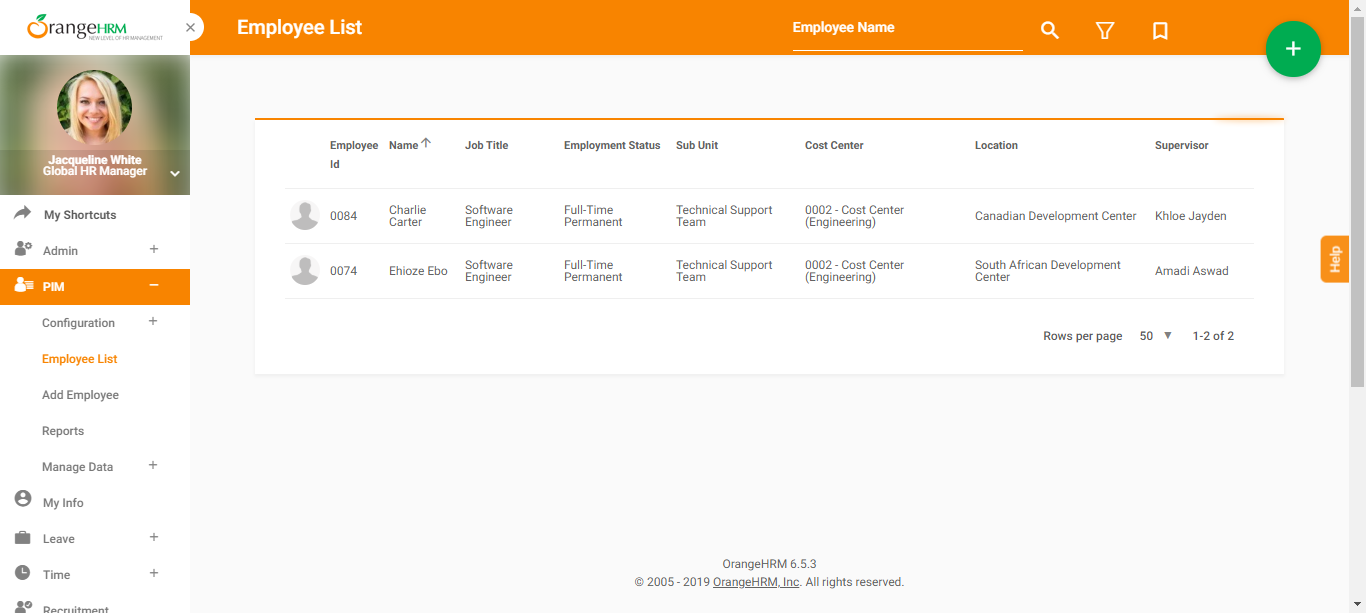 OrangeHRM
NEW LEVEL OF HR MANAGEMENT
Employee List
Employee Name
Jacqueline White
Global HR Manager
My Shortcuts
Admin
PIM
Configuration
Employee List
Add Employee
Reports
Manage Data
My Info
Leave
Time
Recruitment
Employee Id Name Job Title Employment Status Sub Unit Cost Center Location Supervisor
0084 Charlie Carter Software Engineer Full-Time Permanent Technical Support Team 0002 - Cost Center (Engineering) Canadian Development Center Khloe Jayden
0074 Ehioze Ebo Software Engineer Full-Time Permanent Technical Support Team 0002 - Cost Center (Engineering) South African Development Center Amadi Aswad
Rows per page 50 1-2 of 2
Help
OrangeHRM 6.5.3
© 2005 - 2019 OrangeHRM, Inc. All rights reserved.